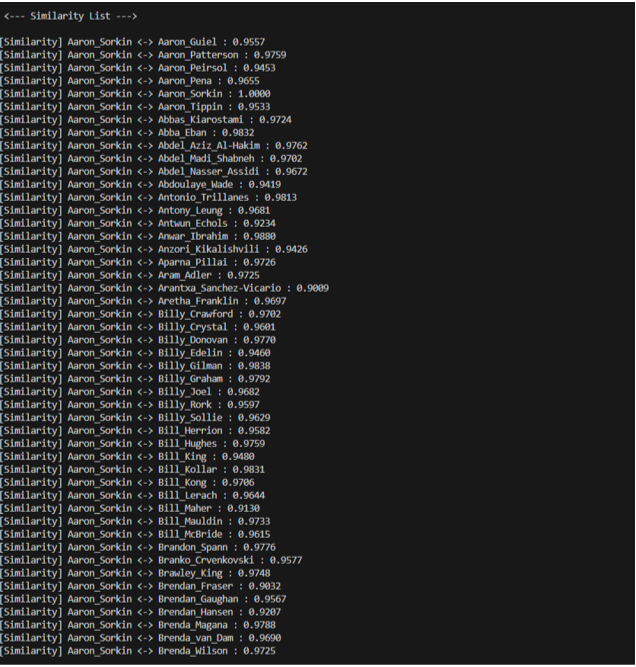 <--- Similarity List --->
[Similarity] Aaron_Sorkin <-> Aaron_Guiel : 0.9557
[Similarity] Aaron_Sorkin <-> Aaron_Patterson : 0.9759
[Similarity] Aaron_Sorkin <-> Aaron_Peirsol : 0.9453
[Similarity] Aaron_Sorkin <-> Aaron_Pena : 0.9655
[Similarity] Aaron_Sorkin <-> Aaron_Sorkin : 1.0000
[Similarity] Aaron_Sorkin <-> Aaron_Tippin : 0.9533
[Similarity] Aaron_Sorkin <-> Abbas_Kiarostami : 0.9724
[Similarity] Aaron_Sorkin <-> Abba_Eban : 0.9832
[Similarity] Aaron_Sorkin <-> Abdel_Aziz_Al-Hakim : 0.9762
[Similarity] Aaron_Sorkin <-> Abdel_Madi_Shabneh : 0.9702
[Similarity] Aaron_Sorkin <-> Abdel_Nasser_Assidi : 0.9672
[Similarity] Aaron_Sorkin <-> Abdoulaye_Wade : 0.9419
[Similarity] Aaron_Sorkin <-> Antonio_Trillanes : 0.9813
[Similarity] Aaron_Sorkin <-> Antony_Leung : 0.9681
[Similarity] Aaron_Sorkin <-> Antwun_Echols : 0.9234
[Similarity] Aaron_Sorkin <-> Anwar_Ibrahim : 0.9880
[Similarity] Aaron_Sorkin <-> Anzori_Kikalishvili : 0.9426
[Similarity] Aaron_Sorkin <-> Aparna_Pillai : 0.9726
[Similarity] Aaron_Sorkin <-> Aram_Adler : 0.9725
[Similarity] Aaron_Sorkin <-> Arantxa_Sanchez-Vicario : 0.9009
[Similarity] Aaron_Sorkin <-> Aretha_Franklin : 0.9697
[Similarity] Aaron_Sorkin <-> Billy_Crawford : 0.9702
[Similarity] Aaron_Sorkin <-> Billy_Crystal : 0.9601
[Similarity] Aaron_Sorkin <-> Billy_Donovan : 0.9770
[Similarity] Aaron_Sorkin <-> Billy_Edelin : 0.9460
[Similarity] Aaron_Sorkin <-> Billy_Gilman : 0.9838
[Similarity] Aaron_Sorkin <-> Billy_Graham : 0.9792
[Similarity] Aaron_Sorkin <-> Billy_Joel : 0.9682
[Similarity] Aaron_Sorkin <-> Billy_Rork : 0.9597
[Similarity] Aaron_Sorkin <-> Billy_Sollie : 0.9629
[Similarity] Aaron_Sorkin <-> Bill_Herrion : 0.9582
[Similarity] Aaron_Sorkin <-> Bill_Hughes : 0.9759
[Similarity] Aaron_Sorkin <-> Bill_King : 0.9480
[Similarity] Aaron_Sorkin <-> Bill_Kollar : 0.9831
[Similarity] Aaron_Sorkin <-> Bill_Kong : 0.9706
[Similarity] Aaron_Sorkin <-> Bill_Lerach : 0.9644
[Similarity] Aaron_Sorkin <-> Bill_Maher : 0.9130
[Similarity] Aaron_Sorkin <-> Bill_Mauldin : 0.9733
[Similarity] Aaron_Sorkin <-> Bill_McBride : 0.9615
[Similarity] Aaron_Sorkin <-> Brandon_Spann : 0.9776
[Similarity] Aaron_Sorkin <-> Branko_Crvenkovski : 0.9577
[Similarity] Aaron_Sorkin <-> Brawley_King : 0.9748
[Similarity] Aaron_Sorkin <-> Brendan_Fraser : 0.9032
[Similarity] Aaron_Sorkin <-> Brendan_Gaughan : 0.9567
[Similarity] Aaron_Sorkin <-> Brendan_Hansen : 0.9207
[Similarity] Aaron_Sorkin <-> Brenda_Magana : 0.9788
[Similarity] Aaron_Sorkin <-> Brenda_van_Dam : 0.9690
[Similarity] Aaron_Sorkin <-> Brenda_Wilson : 0.9725